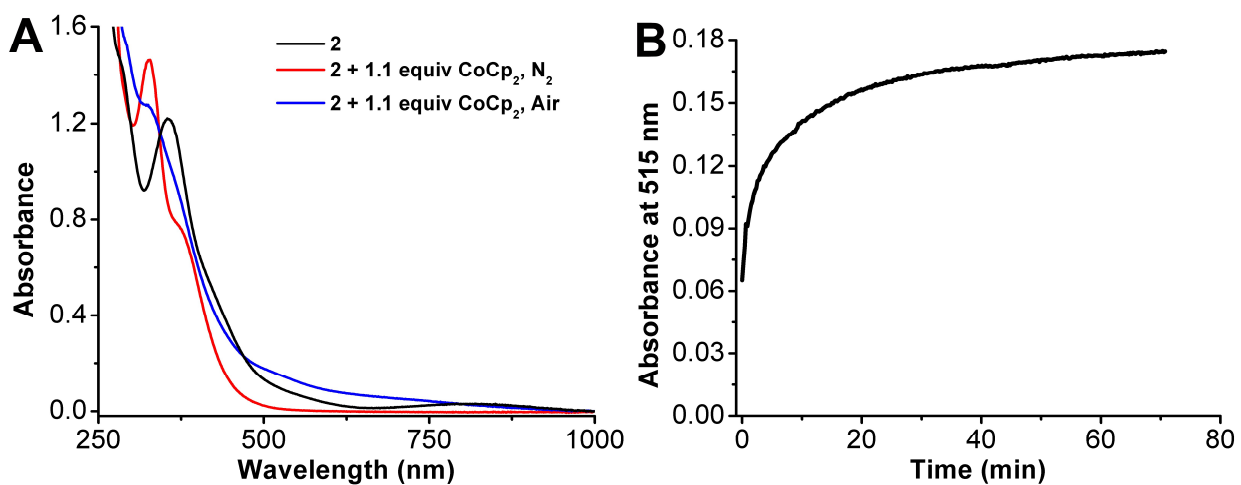 A
1.6
1.2
0.8
0.4
0.0
Absorbance
2
2 + 1.1 equiv CoCp₂, N₂
2 + 1.1 equiv CoCp₂, Air
250
500
750
1000
Wavelength (nm)
B
0.18
0.15
0.12
0.09
0.06
0.03
0.00
Absorbance at 515 nm
0
20
40
60
80
Time (min)